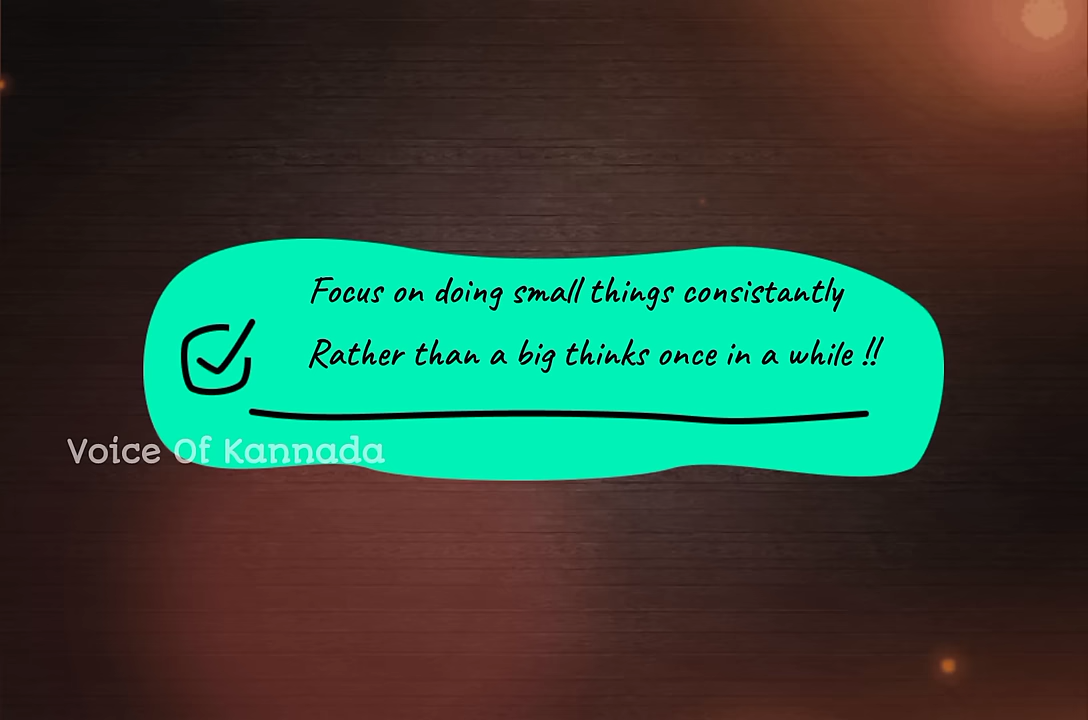 Focus on doing small things consistantly
Rather than a big thinks once in a while !!
Voice Of Kannada